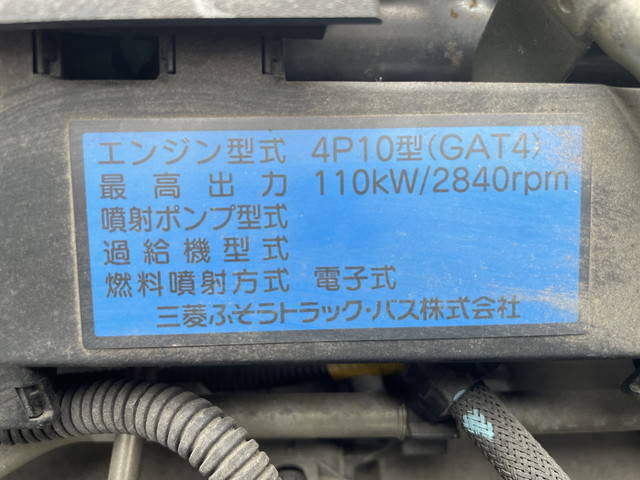 エンジン型式 4P10型(GAT4)
最高出力 110kW/2840rpm
噴射ポンプ型式
過給機型式
燃料噴射方式 電子式
三菱ふそうトラック・バス株式会社